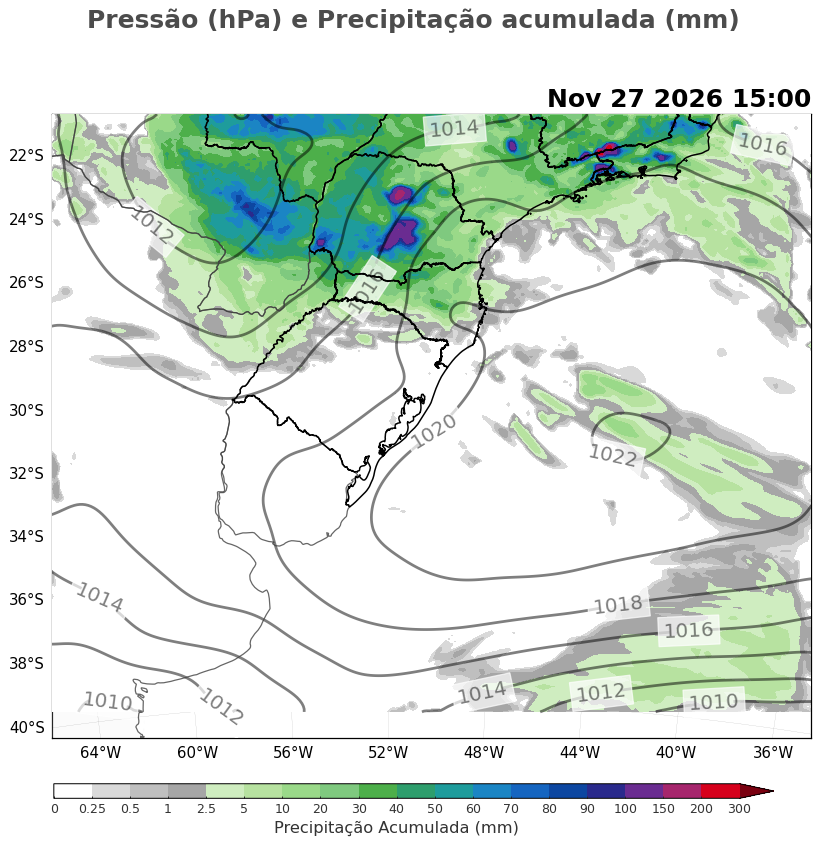 Pressão (hPa) e Precipitação acumulada (mm)
Nov 27 2026 15:00
1014
1016
22°S
24°S
1012
26°S
1016
28°S
30°S
1020
1022
32°S
34°S
36°S
1014
1018
1016
38°S
1010
1012
1014
1012
1010
40°S
64°W 60°W 56°W 52°W 48°W 44°W 40°W 36°W
0 0.25 0.5 1 2.5 5 10 20 30 40 50 60 70 80 90 100 150 200 300
Precipitação Acumulada (mm)